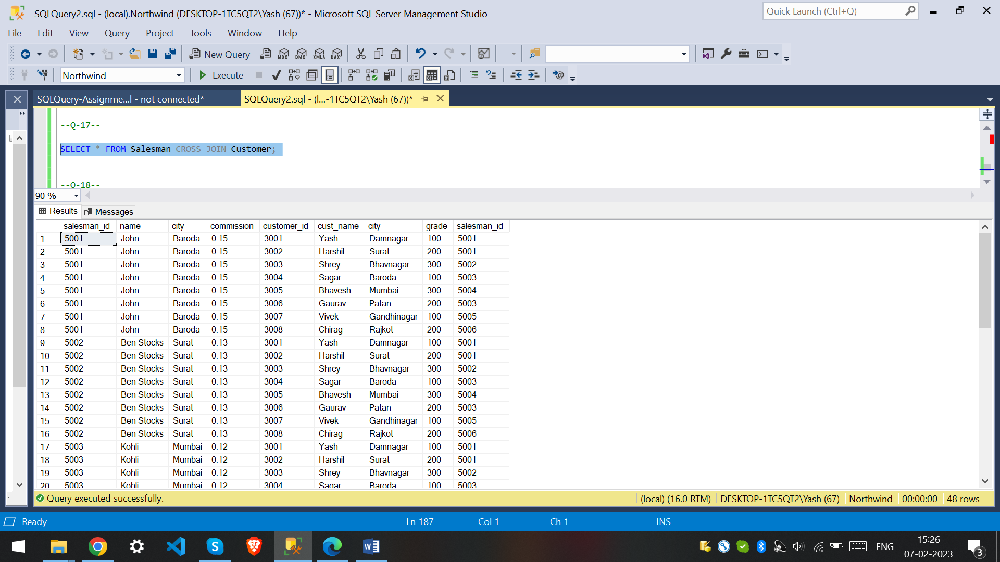 SQLQuery2.sql - (local).Northwind (DESKTOP-1TC5QT2\Yash (67))* - Microsoft SQL Server Management Studio
Quick Launch (Ctrl+Q)
File Edit View Query Project Tools Window Help
New Query MDX DMX XMLA DAX
Northwind Execute
SQLQuery-Assignme...l - not connected* SQLQuery2.sql - (l...-1TC5QT2\Yash (67))*
--Q-17--
SELECT * FROM Salesman CROSS JOIN Customer;
--Q-18--
90 %
Results Messages
salesman_id name city commission customer_id cust_name city grade salesman_id
1 5001 John Baroda 0.15 3001 Yash Damnagar 100 5001
2 5001 John Baroda 0.15 3002 Harshil Surat 200 5001
3 5001 John Baroda 0.15 3003 Shrey Bhavnagar 300 5002
4 5001 John Baroda 0.15 3004 Sagar Baroda 100 5003
5 5001 John Baroda 0.15 3005 Bhavesh Mumbai 300 5004
6 5001 John Baroda 0.15 3006 Gaurav Patan 200 5003
7 5001 John Baroda 0.15 3007 Vivek Gandhinagar 100 5005
8 5001 John Baroda 0.15 3008 Chirag Rajkot 200 5006
9 5002 Ben Stocks Surat 0.13 3001 Yash Damnagar 100 5001
10 5002 Ben Stocks Surat 0.13 3002 Harshil Surat 200 5001
11 5002 Ben Stocks Surat 0.13 3003 Shrey Bhavnagar 300 5002
12 5002 Ben Stocks Surat 0.13 3004 Sagar Baroda 100 5003
13 5002 Ben Stocks Surat 0.13 3005 Bhavesh Mumbai 300 5004
14 5002 Ben Stocks Surat 0.13 3006 Gaurav Patan 200 5003
15 5002 Ben Stocks Surat 0.13 3007 Vivek Gandhinagar 100 5005
16 5002 Ben Stocks Surat 0.13 3008 Chirag Rajkot 200 5006
17 5003 Kohli Mumbai 0.12 3001 Yash Damnagar 100 5001
18 5003 Kohli Mumbai 0.12 3002 Harshil Surat 200 5001
19 5003 Kohli Mumbai 0.12 3003 Shrey Bhavnagar 300 5002
20 5003 Kohli Mumbai 0.12 3004 Sagar Baroda 100 5003
Query executed successfully. (local) (16.0 RTM) DESKTOP-1TC5QT2\Yash (67) Northwind 00:00:00 48 rows
Ready Ln 187 Col 1 Ch 1 INS
ENG 15:26
07-02-2023 3